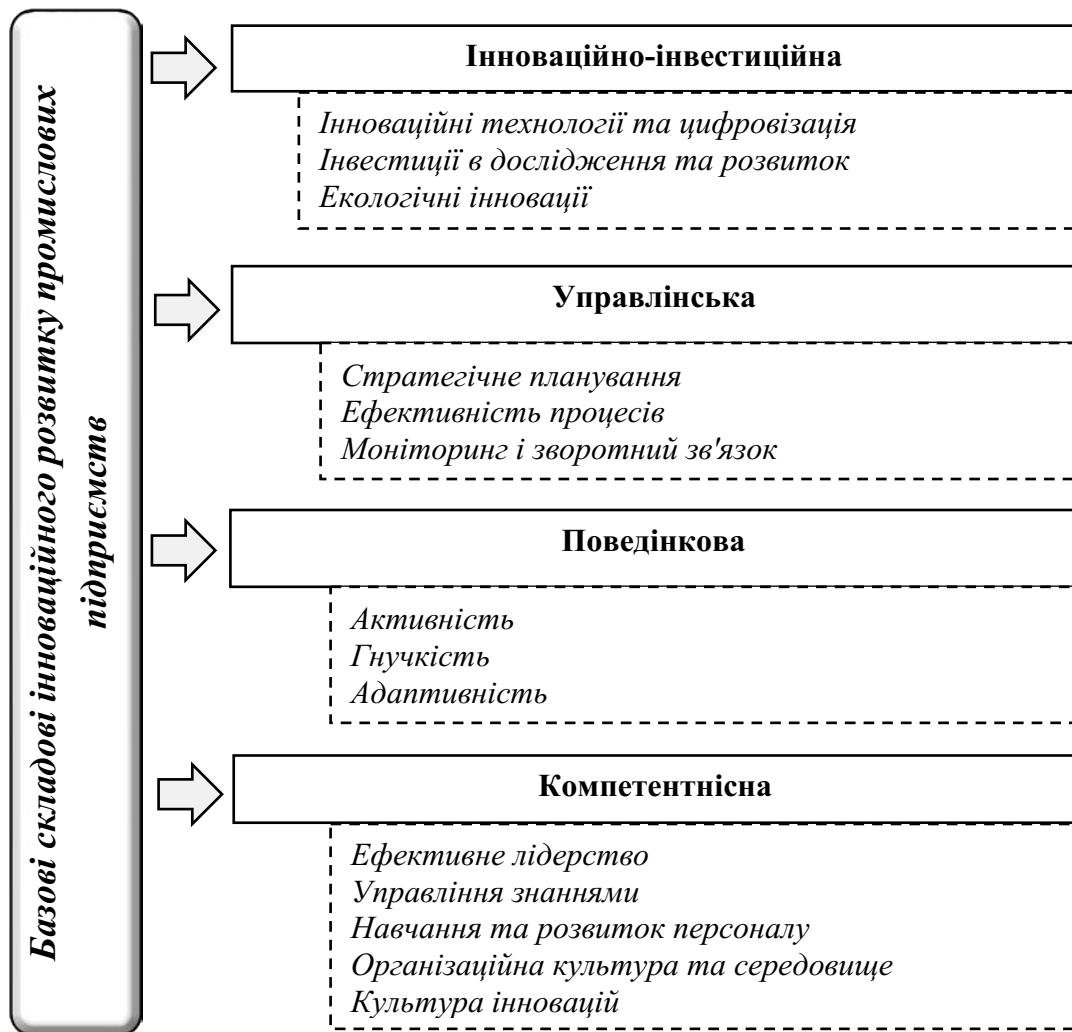 Базові складові інноваційного розвитку промислових
підприємств
Інноваційно-інвестиційна
Інноваційні технології та цифровізація
Інвестиції в дослідження та розвиток
Екологічні інновації
Управлінська
Стратегічне планування
Ефективність процесів
Моніторинг і зворотний зв'язок
Поведінкова
Активність
Гнучкість
Адаптивність
Компетентнісна
Ефективне лідерство
Управління знаннями
Навчання та розвиток персоналу
Організаційна культура та середовище
Культура інновацій